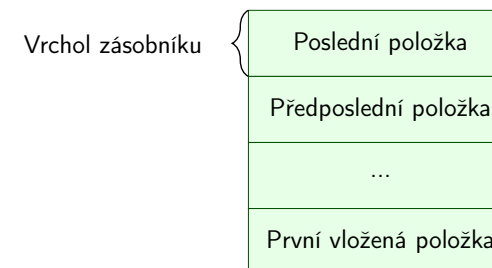 Vrchol zásobníku
Poslední položka
Předposlední položka
...
První vložená položka